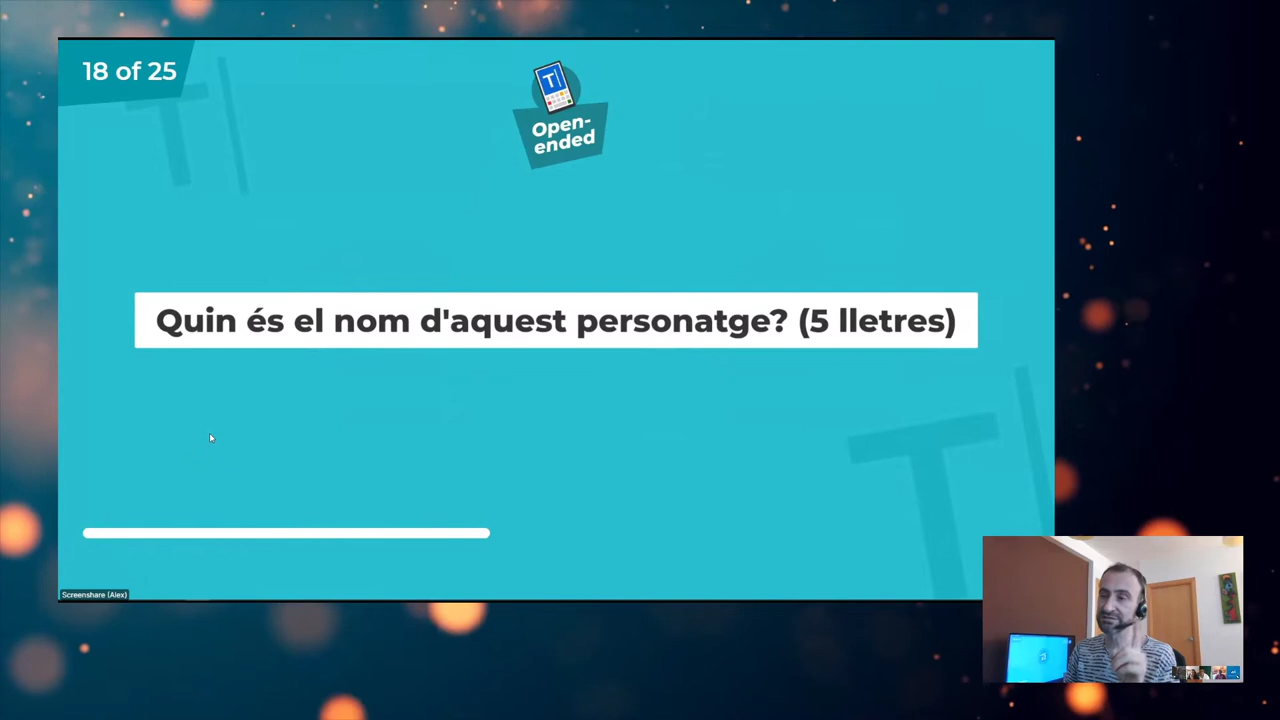 18 of 25
Open-
ended
Quin és el nom d'aquest personatge? (5 lletres)
Screenshare (Alex)